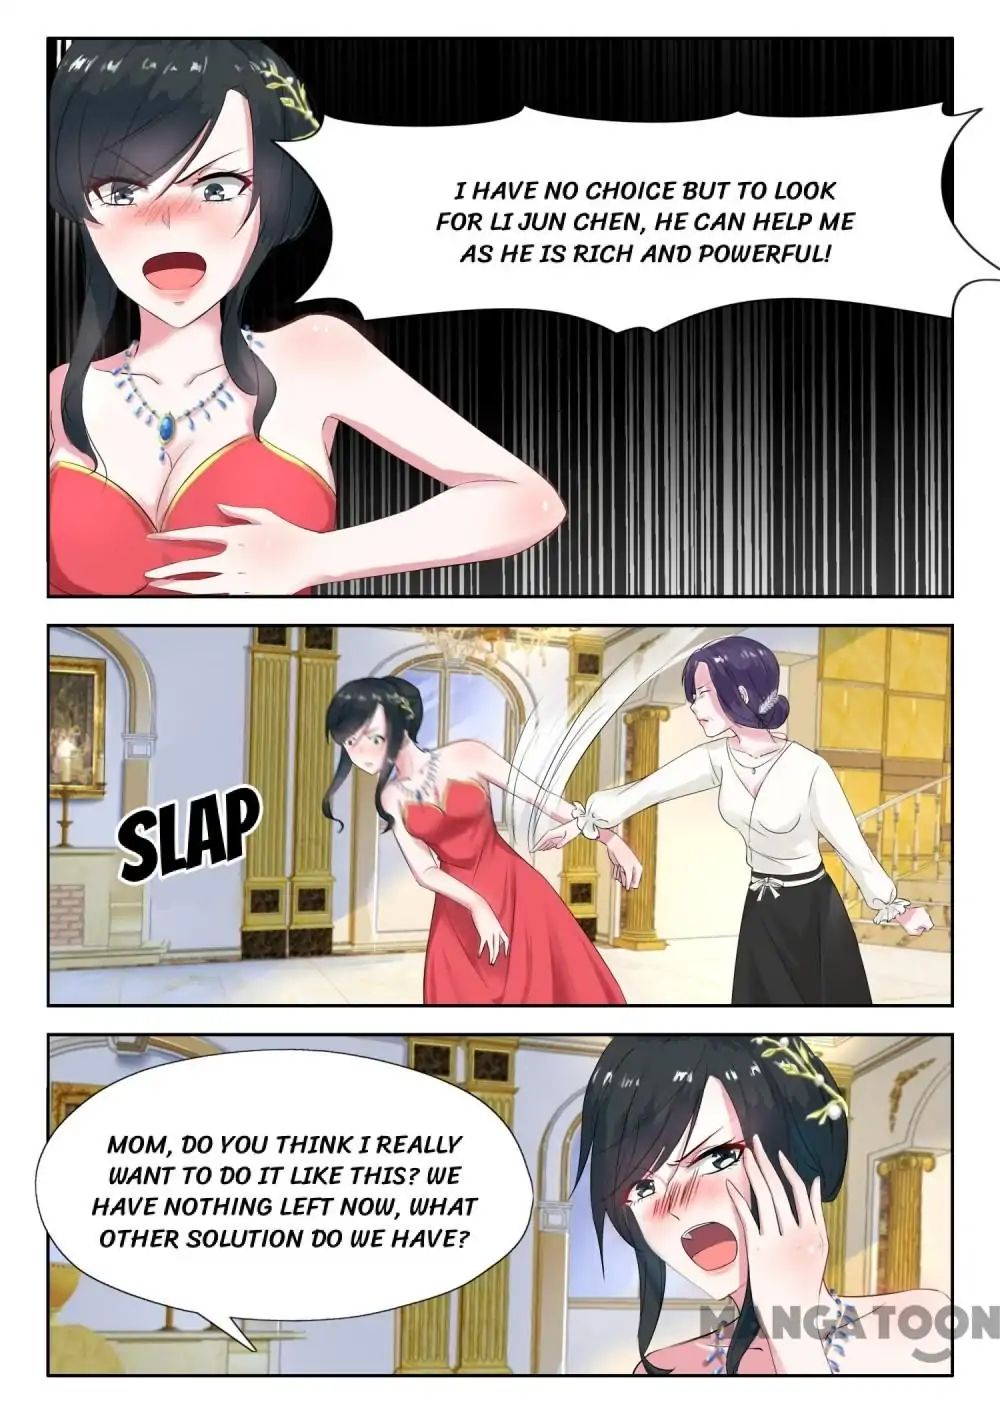 I HAVE NO CHOICE BUT TO LOOK
FOR LI JUN CHEN, HE CAN HELP ME
AS HE IS RICH AND POWERFUL!
SLAP
MOM, DO YOU THINK I REALLY
WANT TO DO IT LIKE THIS? WE
HAVE NOTHING LEFT NOW, WHAT
OTHER SOLUTION DO WE HAVE?
MANGATOON